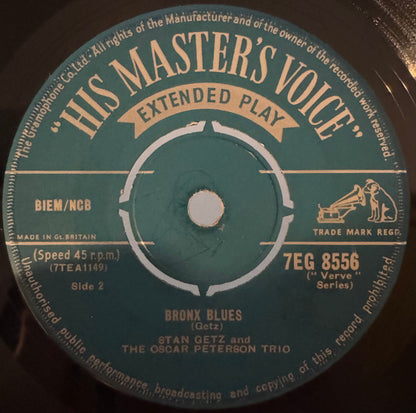 The Gramophone Co. Ltd. All rights of the Manufacturer and of the owner of the recorded work reserved.
"HIS MASTER'S VOICE"
EXTENDED PLAY
BIEM/NCB
TRADE MARK REGD.
MADE IN GT. BRITAIN
(Speed 45 r.p.m.)
(7TEA1149)
Side 2
7EG 8556
("Verve"
Series)
BRONX BLUES
(Getz)
STAN GETZ and
THE OSCAR PETERSON TRIO
Unauthorised public performance, broadcasting and copying of this record prohibited.